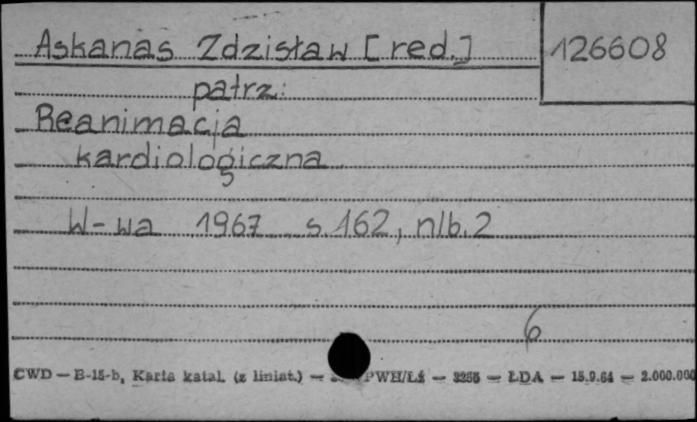 Askanas Zdzisław [red.]
126608
patrz:
Reanimacja
kardiologiczna
W-wa 1967 s. 162, nlb. 2
6
CWD — B-15-b, Karta katal. (z liniat.) — PWH/Łź — 3255 — ŁDA — 15.9.64 — 2.000.000